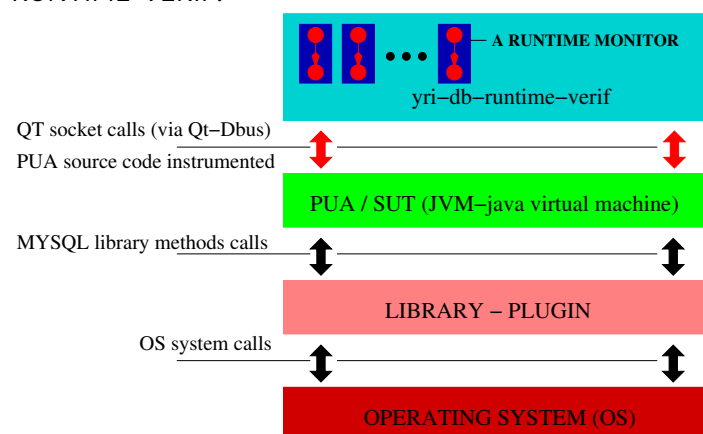 A RUNTIME MONITOR
yri−db−runtime−verif
QT socket calls (via Qt−Dbus)
PUA source code instrumented
PUA / SUT (JVM−java virtual machine)
MYSQL library methods calls
LIBRARY − PLUGIN
OS system calls
OPERATING SYSTEM (OS)